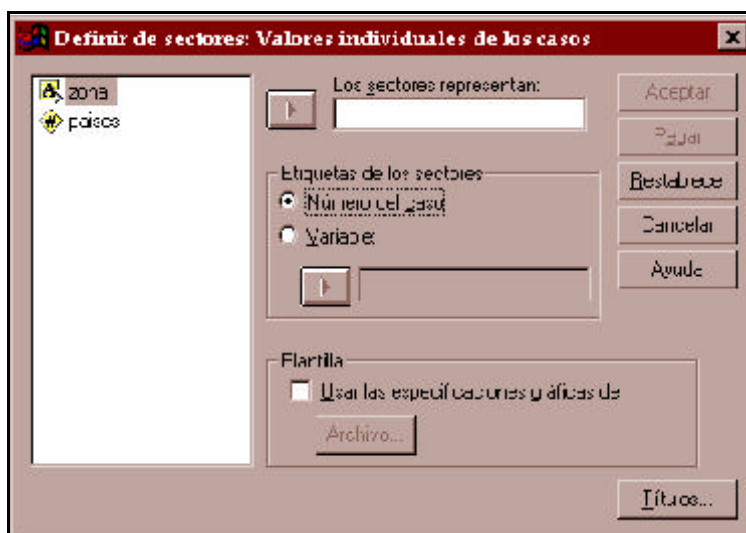 Definir de sectores: Valores individuales de los casos
zona
paises
Los sectores representan:
Aceptar
Pegar
Restablece
Cancelar
Ayuda
Etiquetas de los sectores
Número del caso
Variable:
Plantilla
Usar las especificaciones gráficas de
Archivo...
Títulos...